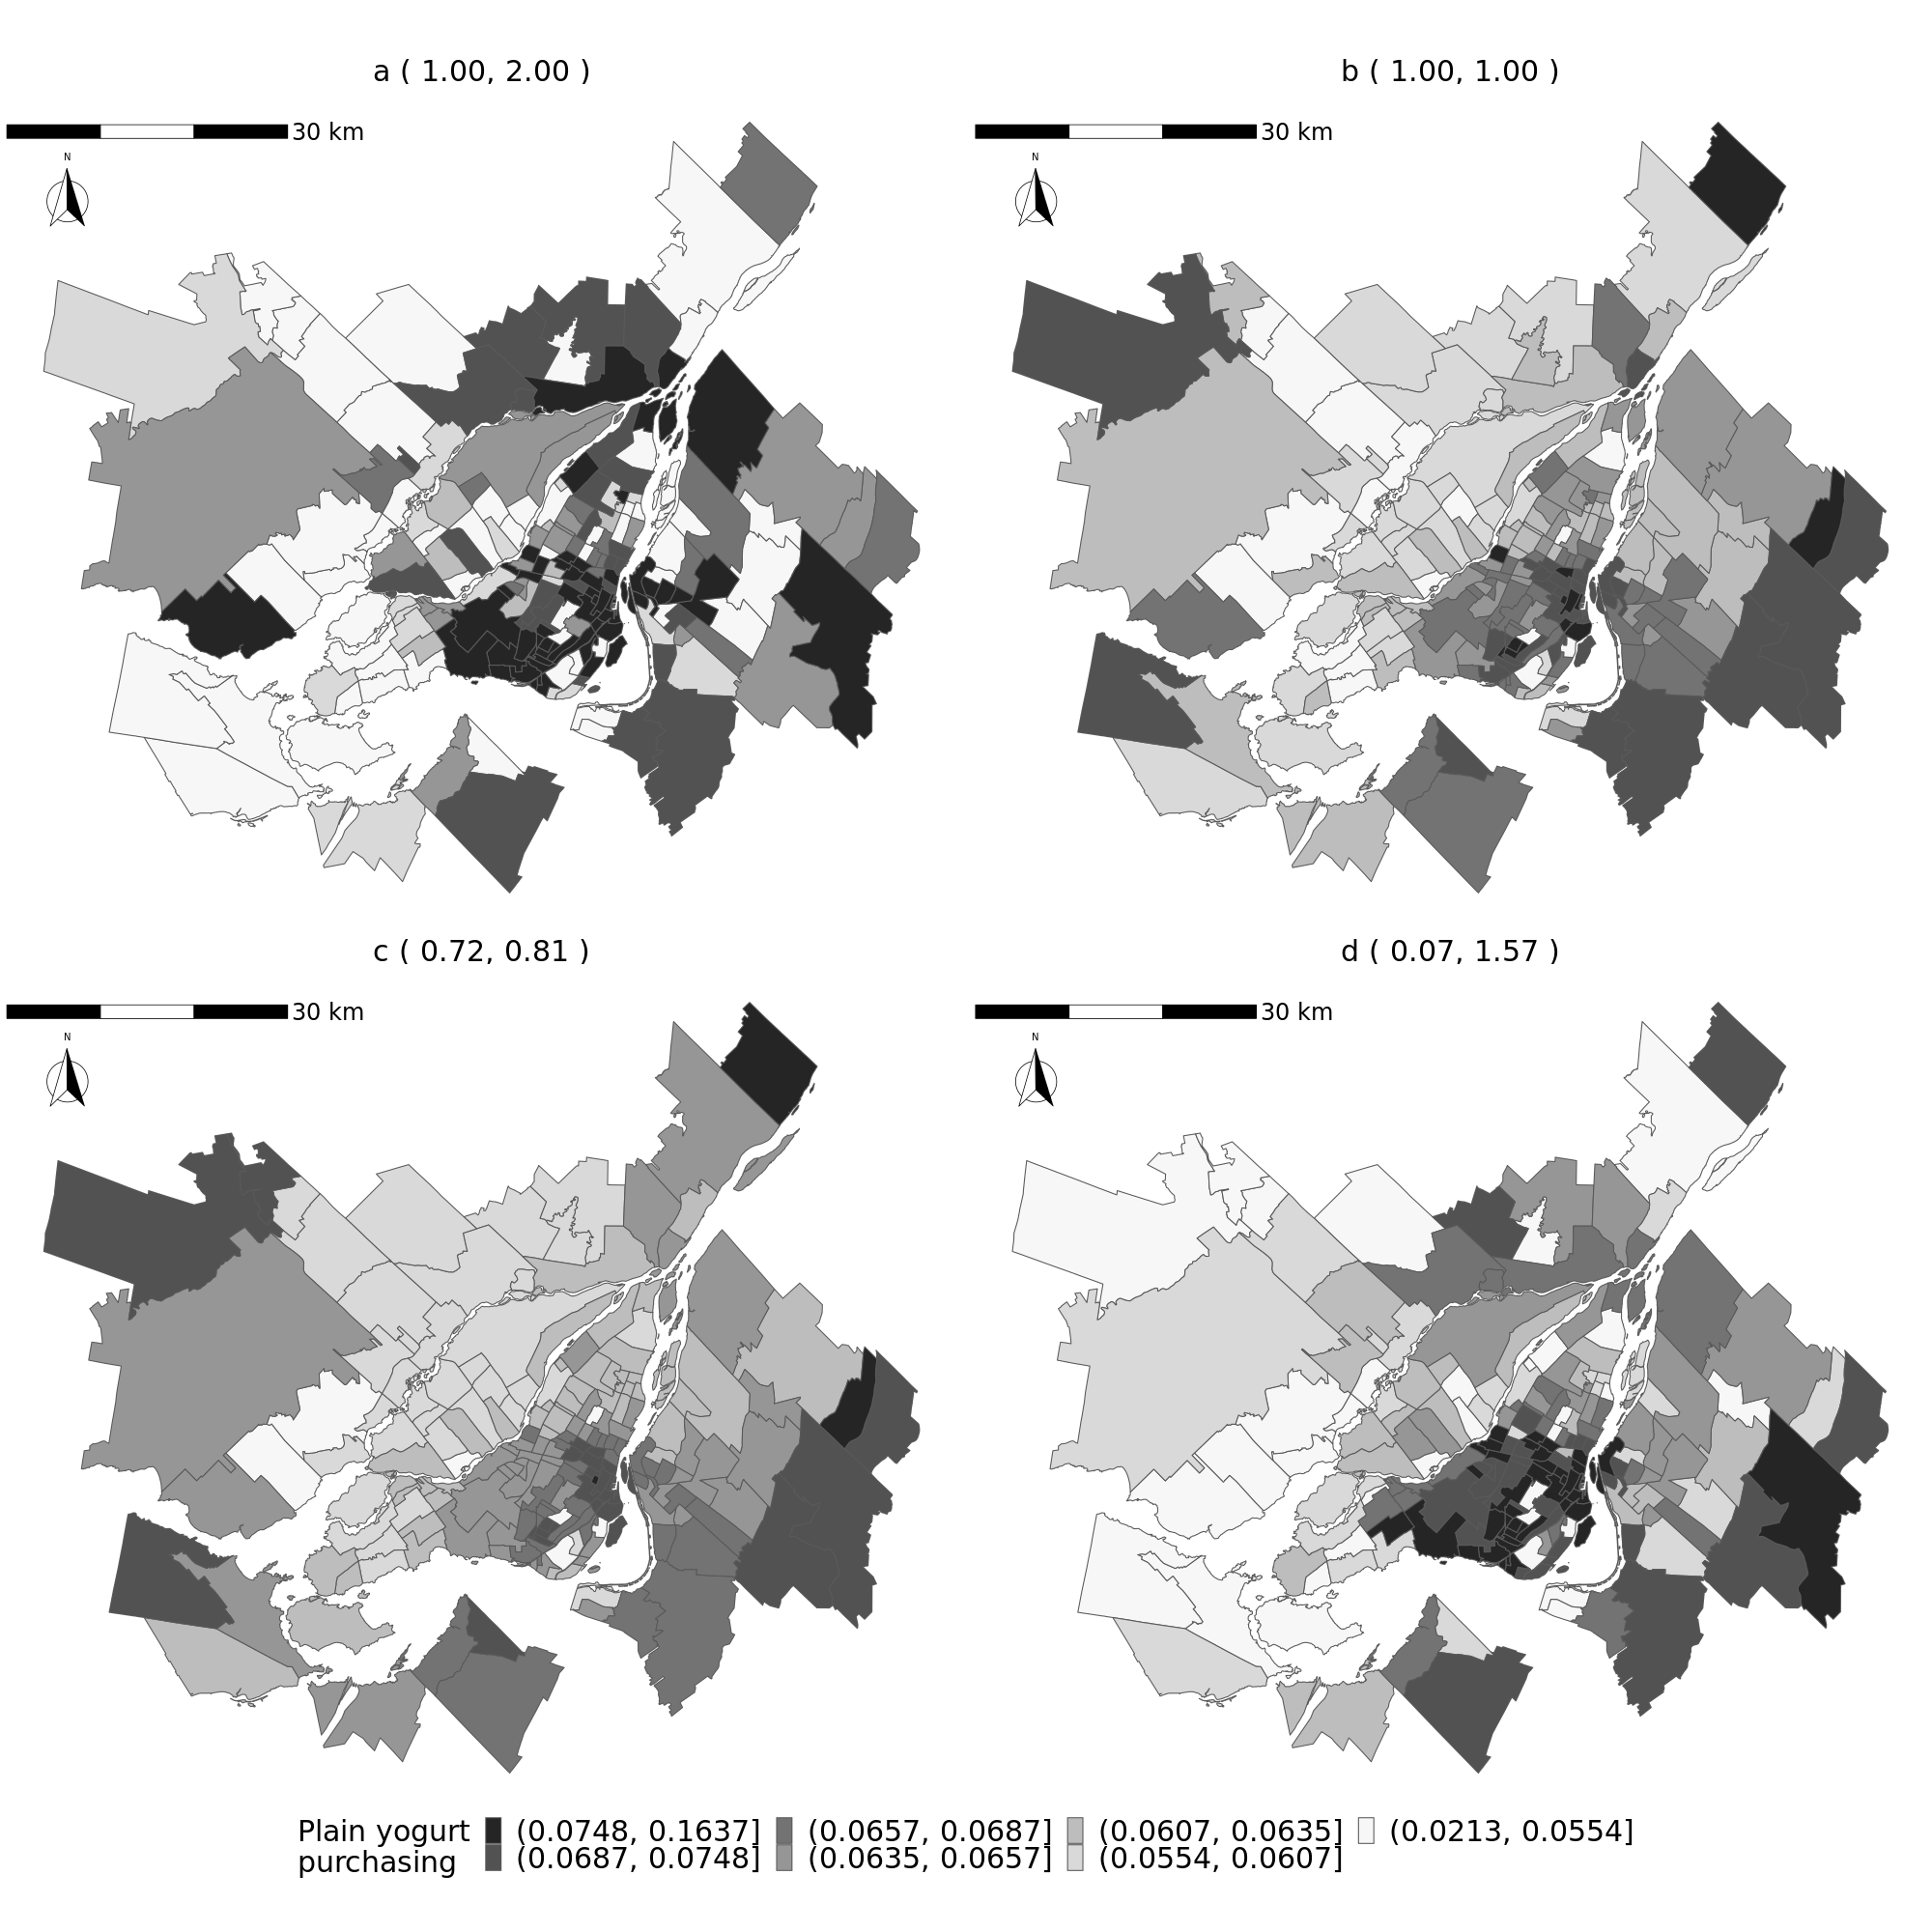 a ( 1.00, 2.00 )
b ( 1.00, 1.00 )
30 km
30 km
N
N
c ( 0.72, 0.81 )
d ( 0.07, 1.57 )
30 km
30 km
N
N
Plain yogurt (0.0748, 0.1637] (0.0657, 0.0687] (0.0607, 0.0635] (0.0213, 0.0554]
purchasing (0.0687, 0.0748] (0.0635, 0.0657] (0.0554, 0.0607]